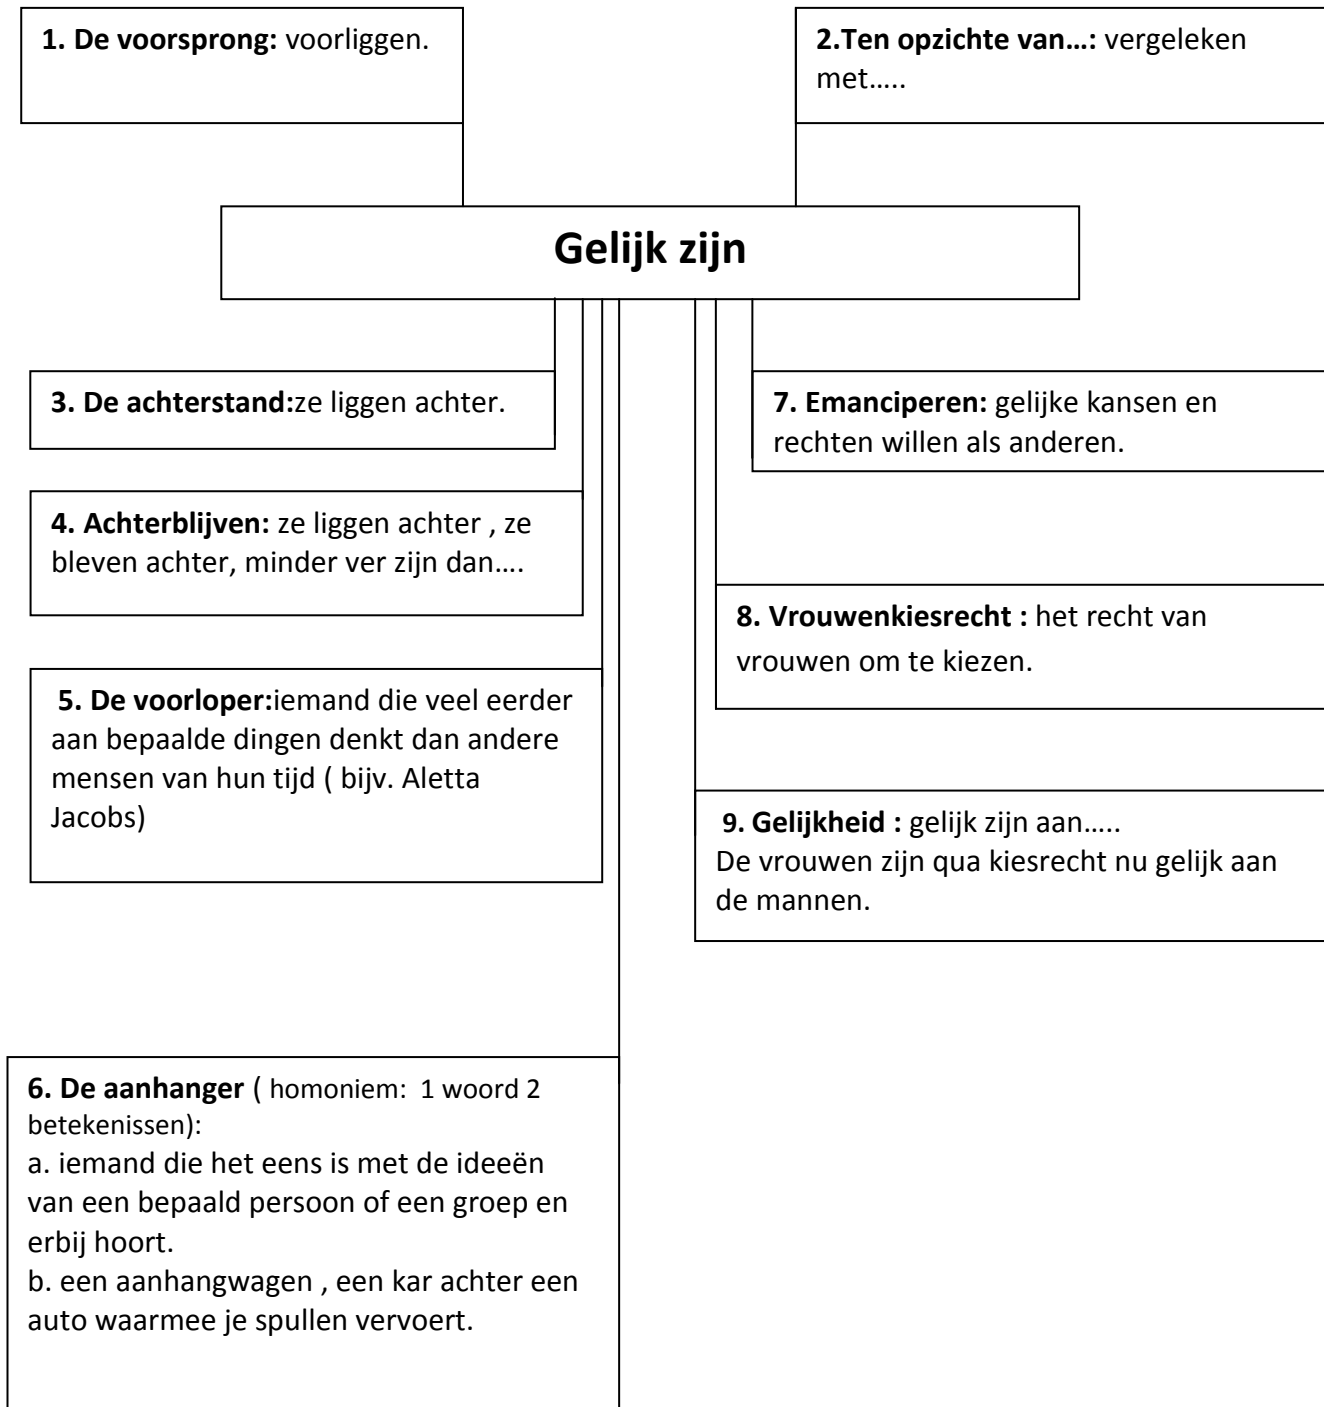 1. De voorsprong: voorliggen.
2.Ten opzichte van...: vergeleken
met.....
Gelijk zijn
3. De achterstand:ze liggen achter.
4. Achterblijven: ze liggen achter , ze
bleven achter, minder ver zijn dan....
5. De voorloper:iemand die veel eerder
aan bepaalde dingen denkt dan andere
mensen van hun tijd ( bijv. Aletta
Jacobs)
6. De aanhanger ( homoniem: 1 woord 2
betekenissen):
a. iemand die het eens is met de ideeën
van een bepaald persoon of een groep en
erbij hoort.
b. een aanhangwagen , een kar achter een
auto waarmee je spullen vervoert.
7. Emanciperen: gelijke kansen en
rechten willen als anderen.
8. Vrouwenkiesrecht : het recht van
vrouwen om te kiezen.
9. Gelijkheid : gelijk zijn aan.....
De vrouwen zijn qua kiesrecht nu gelijk aan
de mannen.